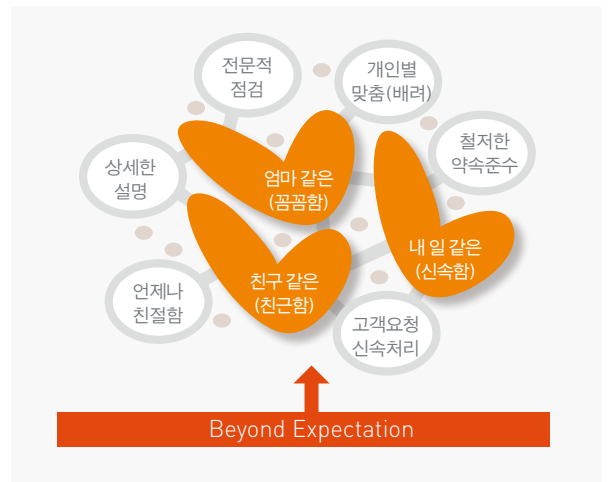 전문적
점검
개인별
맞춤(배려)
철저한
약속준수
상세한
설명
엄마 같은
(꼼꼼함)
내 일 같은
(신속함)
친구 같은
(친근함)
언제나
친절함
고객요청
신속처리
Beyond Expectation